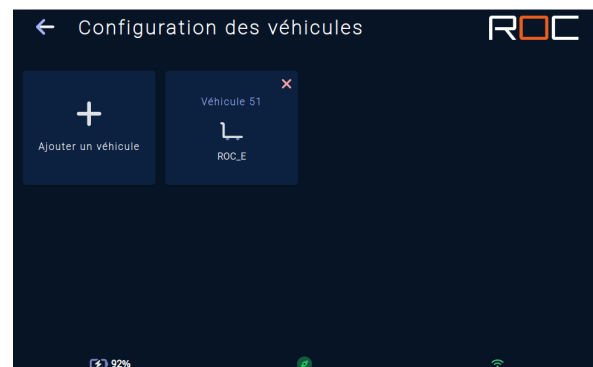 Configuration des véhicules
ROC
Ajouter un véhicule
Véhicule 51
ROC_E
92%